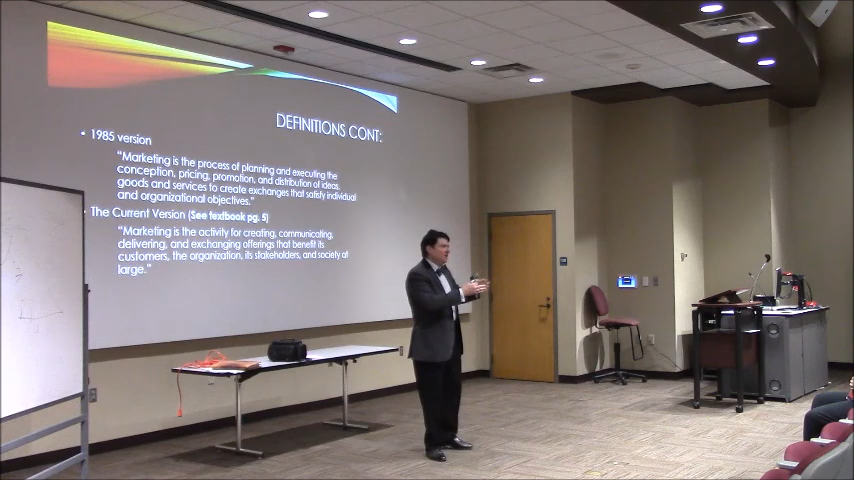 DEFINITIONS CONT:
• 1985 version
"Marketing is the process of planning and executing the
conception, pricing, promotion, and distribution of ideas,
goods and services to create exchanges that satisfy individual
and organizational objectives."
The Current Version (See textbook pg. 5)
"Marketing is the activity for creating, communicating,
delivering, and exchanging offerings that benefit its
customers, the organization, its stakeholders, and society at
large."